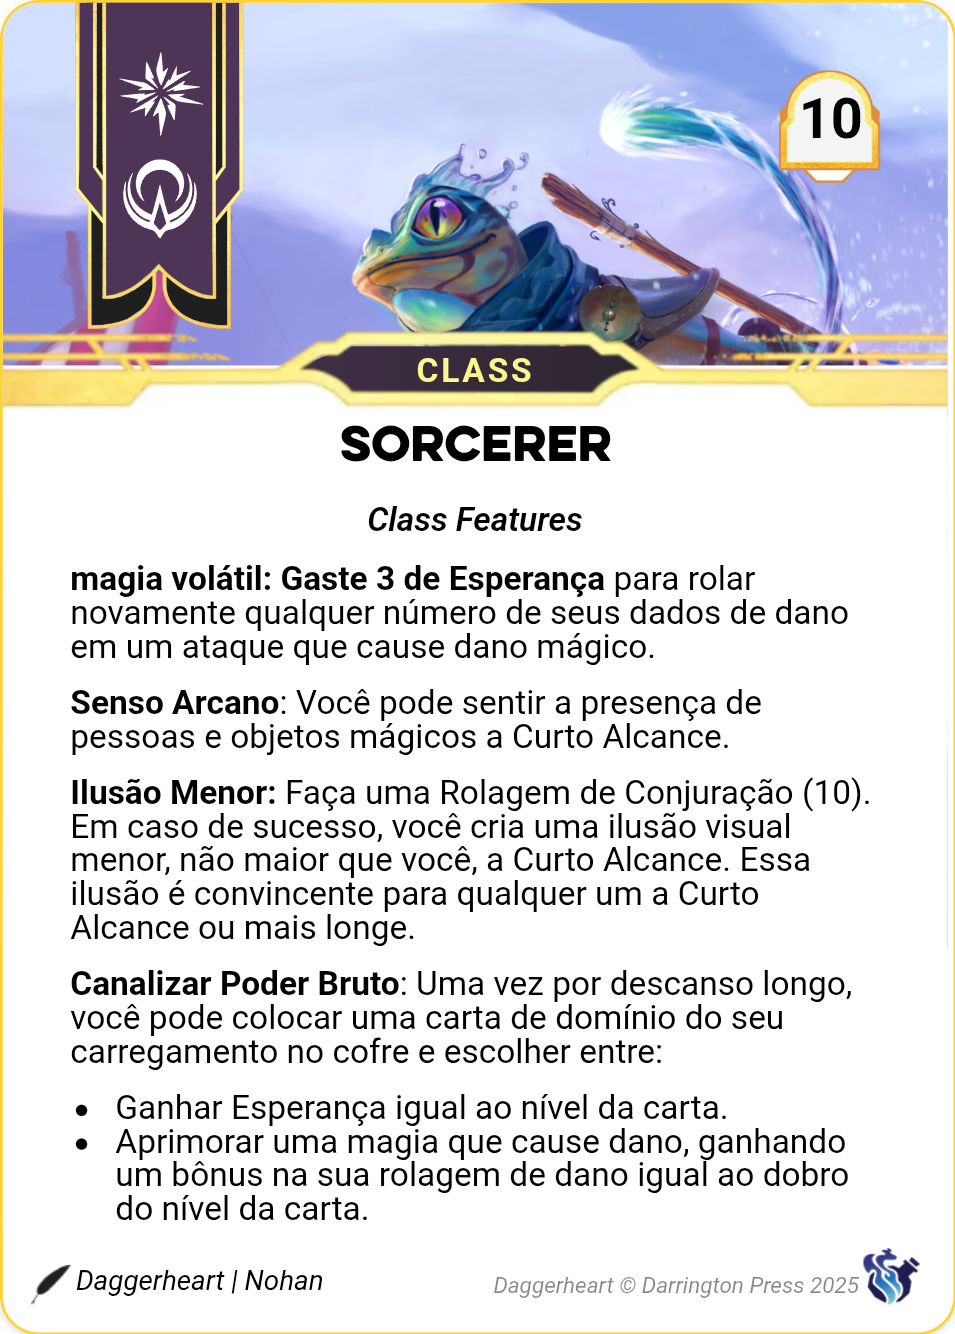 10
CLASS
SORCERER
Class Features
magia volátil: Gaste 3 de Esperança para rolar
novamente qualquer número de seus dados de dano
em um ataque que cause dano mágico.
Senso Arcano: Você pode sentir a presença de
pessoas e objetos mágicos a Curto Alcance.
Ilusão Menor: Faça uma Rolagem de Conjuração (10).
Em caso de sucesso, você cria uma ilusão visual
menor, não maior que você, a Curto Alcance. Essa
ilusão é convincente para qualquer um a Curto
Alcance ou mais longe.
Canalizar Poder Bruto: Uma vez por descanso longo,
você pode colocar uma carta de domínio do seu
carregamento no cofre e escolher entre:
• Ganhar Esperança igual ao nível da carta.
• Aprimorar uma magia que cause dano, ganhando
um bônus na sua rolagem de dano igual ao dobro
do nível da carta.
Daggerheart | Nohan
Daggerheart © Darrington Press 2025